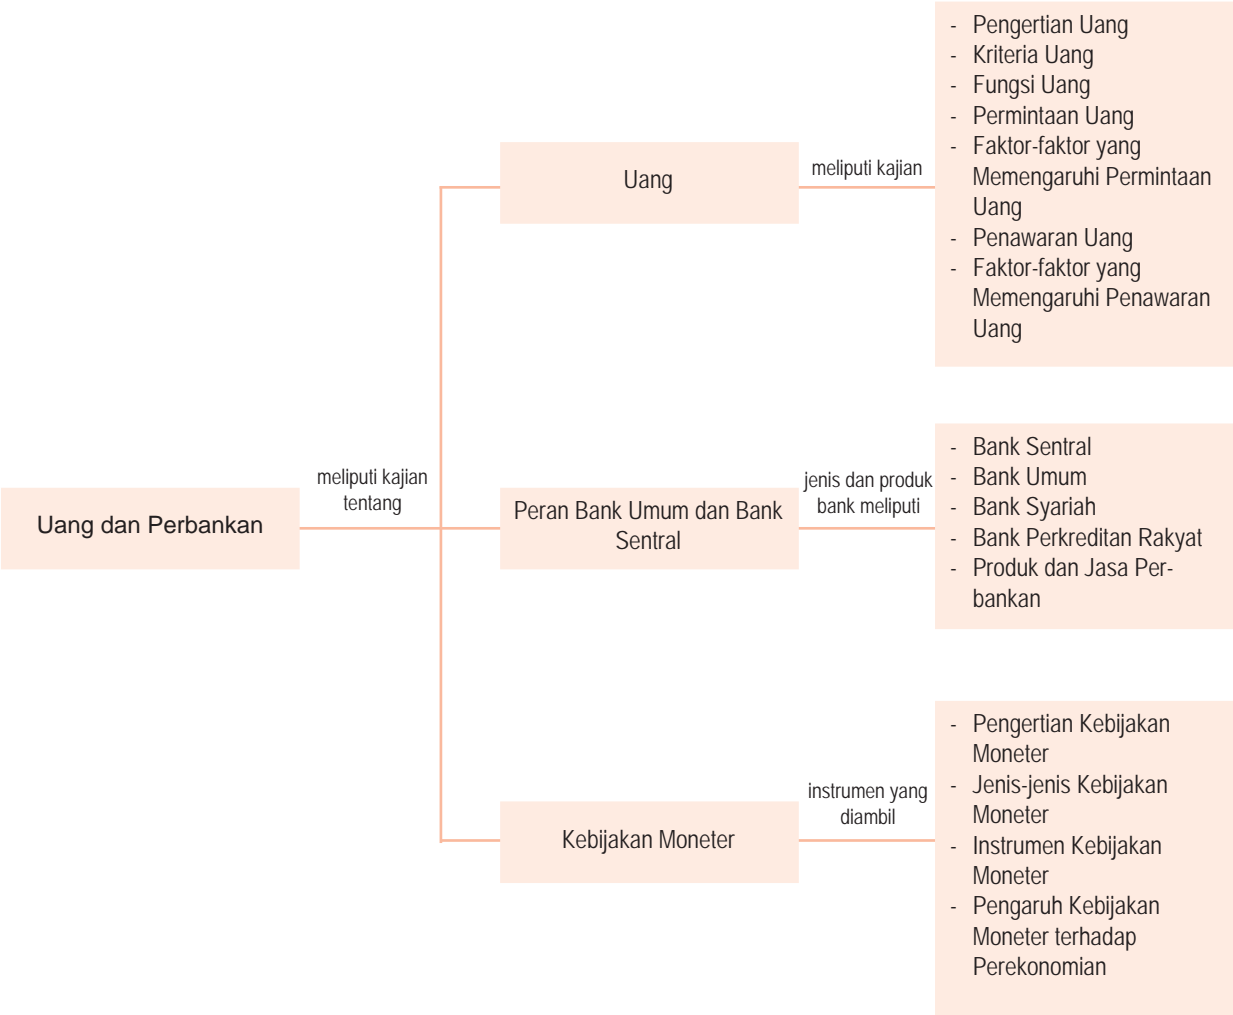 Uang dan Perbankan
meliputi kajian
tentang
Uang
meliputi kajian
- Pengertian Uang
- Kriteria Uang
- Fungsi Uang
- Permintaan Uang
- Faktor-faktor yang
Memengaruhi Permintaan
Uang
- Penawaran Uang
- Faktor-faktor yang
Memengaruhi Penawaran
Uang
Peran Bank Umum dan Bank
Sentral
jenis dan produk
bank meliputi
- Bank Sentral
- Bank Umum
- Bank Syariah
- Bank Perkreditan Rakyat
- Produk dan Jasa Per-
bankan
Kebijakan Moneter
instrumen yang
diambil
- Pengertian Kebijakan
Moneter
- Jenis-jenis Kebijakan
Moneter
- Instrumen Kebijakan
Moneter
- Pengaruh Kebijakan
Moneter terhadap
Perekonomian